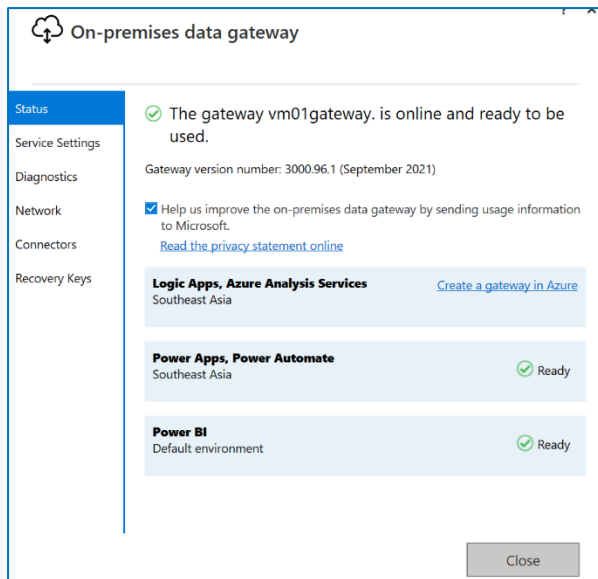 ? ×
On-premises data gateway
Status
Service Settings
Diagnostics
Network
Connectors
Recovery Keys
The gateway vm01gateway. is online and ready to be
used.
Gateway version number: 3000.96.1 (September 2021)
Help us improve the on-premises data gateway by sending usage information
to Microsoft.
Read the privacy statement online
Logic Apps, Azure Analysis Services
Create a gateway in Azure
Southeast Asia
Power Apps, Power Automate
Southeast Asia
Ready
Power BI
Default environment
Ready
Close